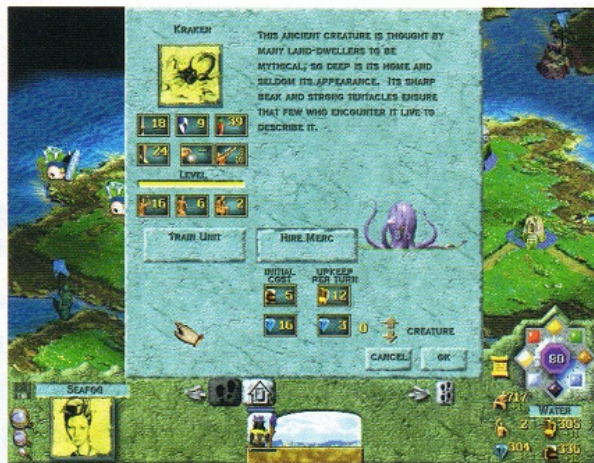 KRAKEN
THIS ANCIENT CREATURE IS THOUGHT BY
MANY LAND-DWELLERS TO BE
MYTHICAL, SO DEEP IS ITS HOME AND
SELDOM ITS APPEARANCE. ITS SHARP
BEAK AND STRONG TENTACLES ENSURE
THAT FEW WHO ENCOUNTER IT LIVE TO
DESCRIBE IT.
18 9 39
24
LEVEL
16 6 2
TRAIN UNIT HIRE MERC
INITIAL COST
UPKEEP PER TURN
5 12
16 3 0 CREATURE
CANCEL OK
SEAFOG
90
717 WATER
2 305
304 336